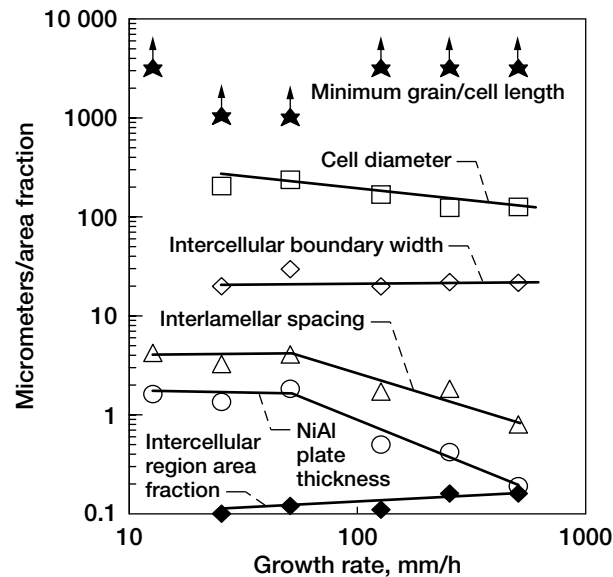 10 000
Minimum grain/cell length
1000
Cell diameter
100
Intercellular boundary width
10
Interlamellar spacing
1
Intercellular
region area
fraction
NiAl
plate
thickness
0.1
10
100
1000
Growth rate, mm/h
Micrometers/area fraction